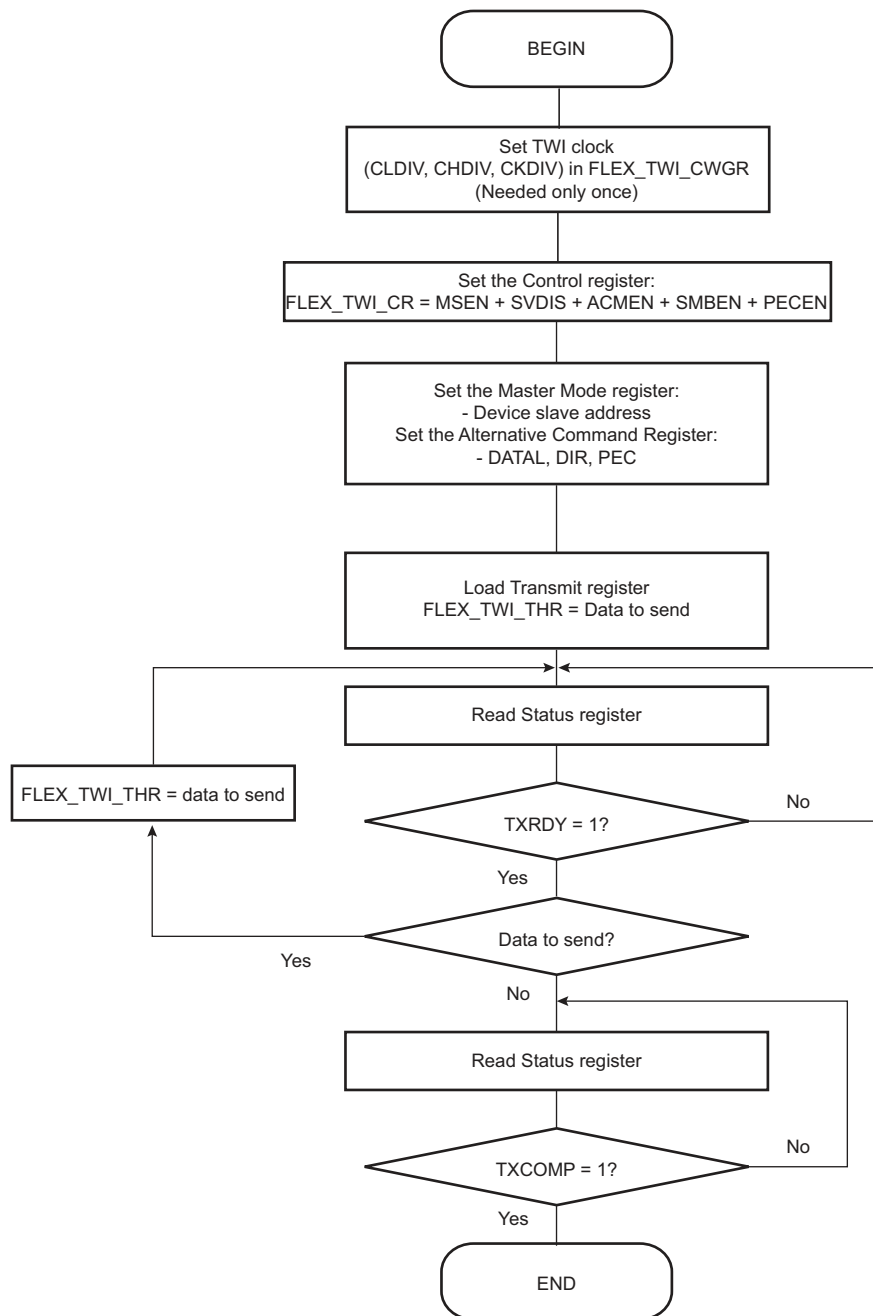 BEGIN
Set TWI clock
(CLDIV, CHDIV, CKDIV) in FLEX_TWI_CWGR
(Needed only once)
Set the Control register:
FLEX_TWI_CR = MSEN + SVDIS + ACMEN + SMBEN + PECEN
Set the Master Mode register:
- Device slave address
Set the Alternative Command Register:
- DATAL, DIR, PEC
Load Transmit register
FLEX_TWI_THR = Data to send
Read Status register
FLEX_TWI_THR = data to send
No
TXRDY = 1?
Yes
Data to send?
Yes
No
Read Status register
No
TXCOMP = 1?
Yes
END